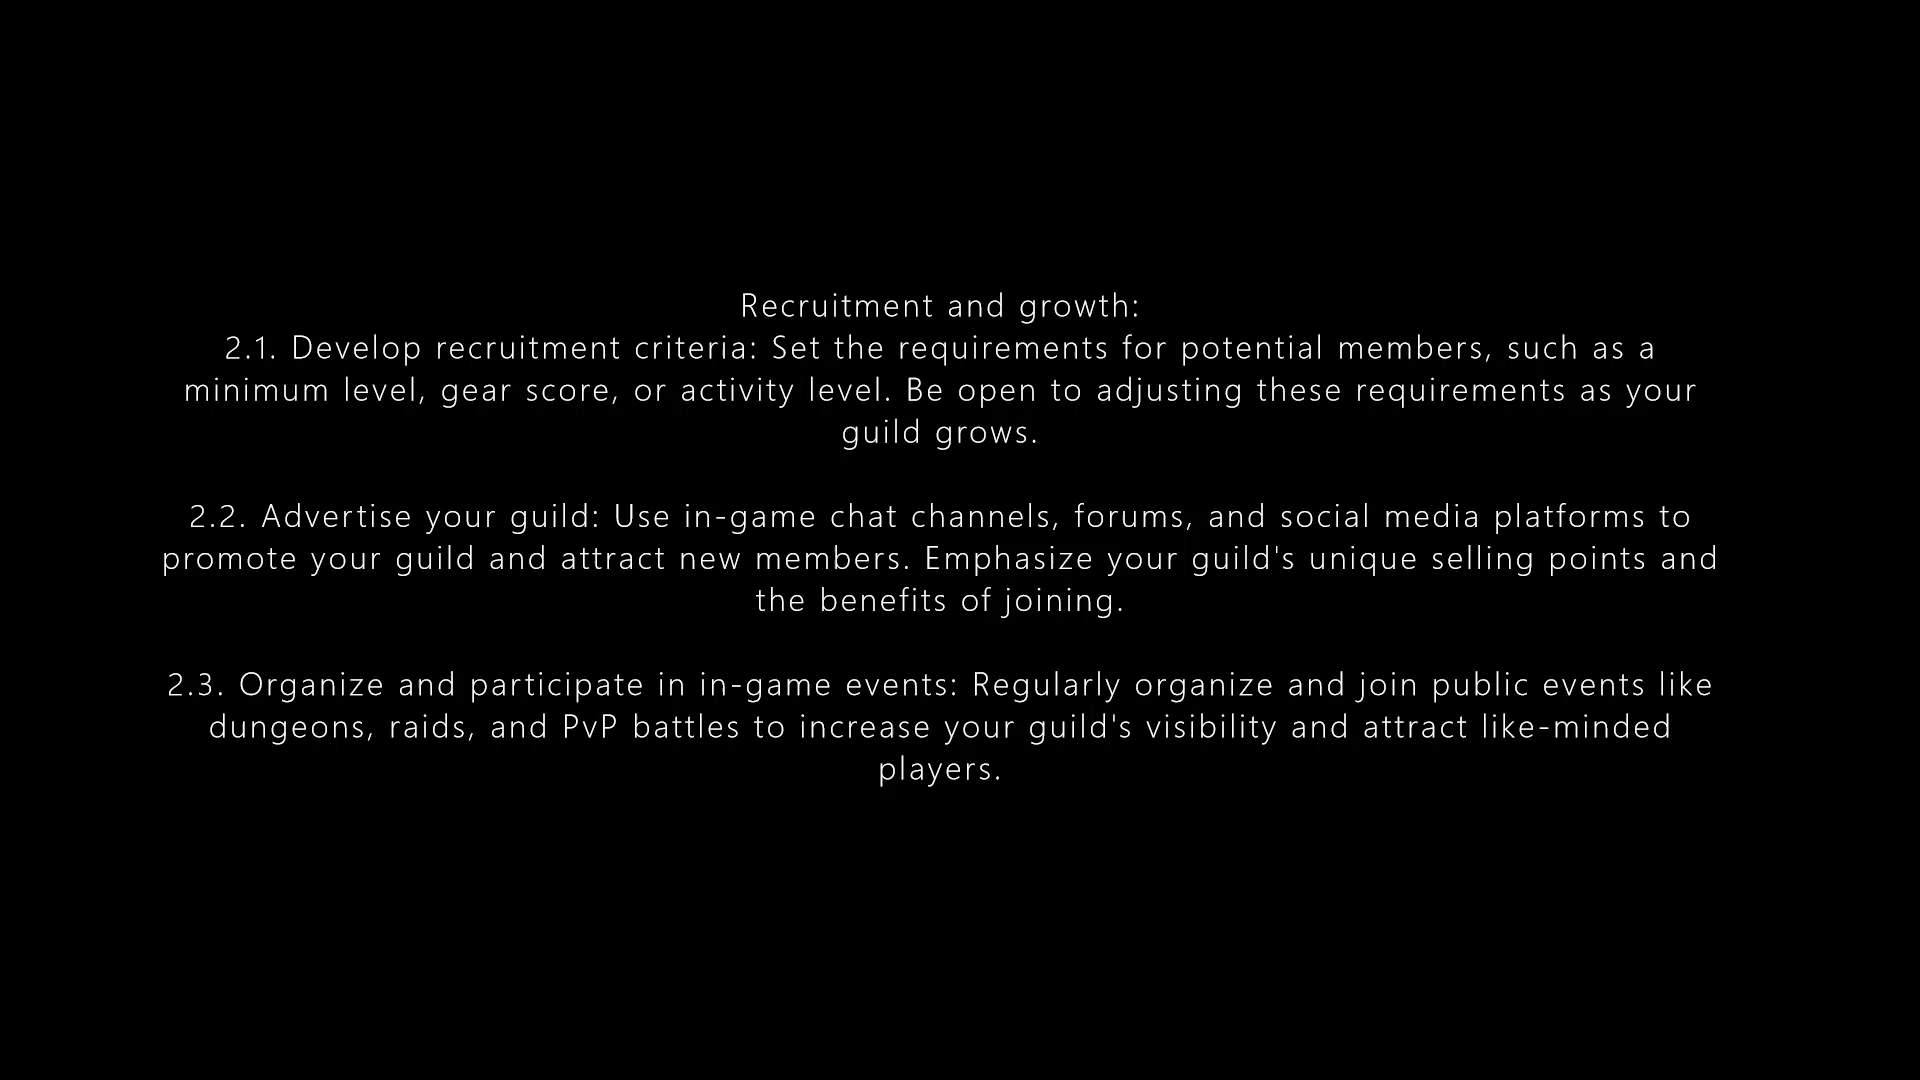 Recruitment and growth:
2.1. Develop recruitment criteria: Set the requirements for potential members, such as a
minimum level, gear score, or activity level. Be open to adjusting these requirements as your
guild grows.
2.2. Advertise your guild: Use in-game chat channels, forums, and social media platforms to
promote your guild and attract new members. Emphasize your guild's unique selling points and
the benefits of joining.
2.3. Organize and participate in in-game events: Regularly organize and join public events like
dungeons, raids, and PvP battles to increase your guild's visibility and attract like-minded
players.